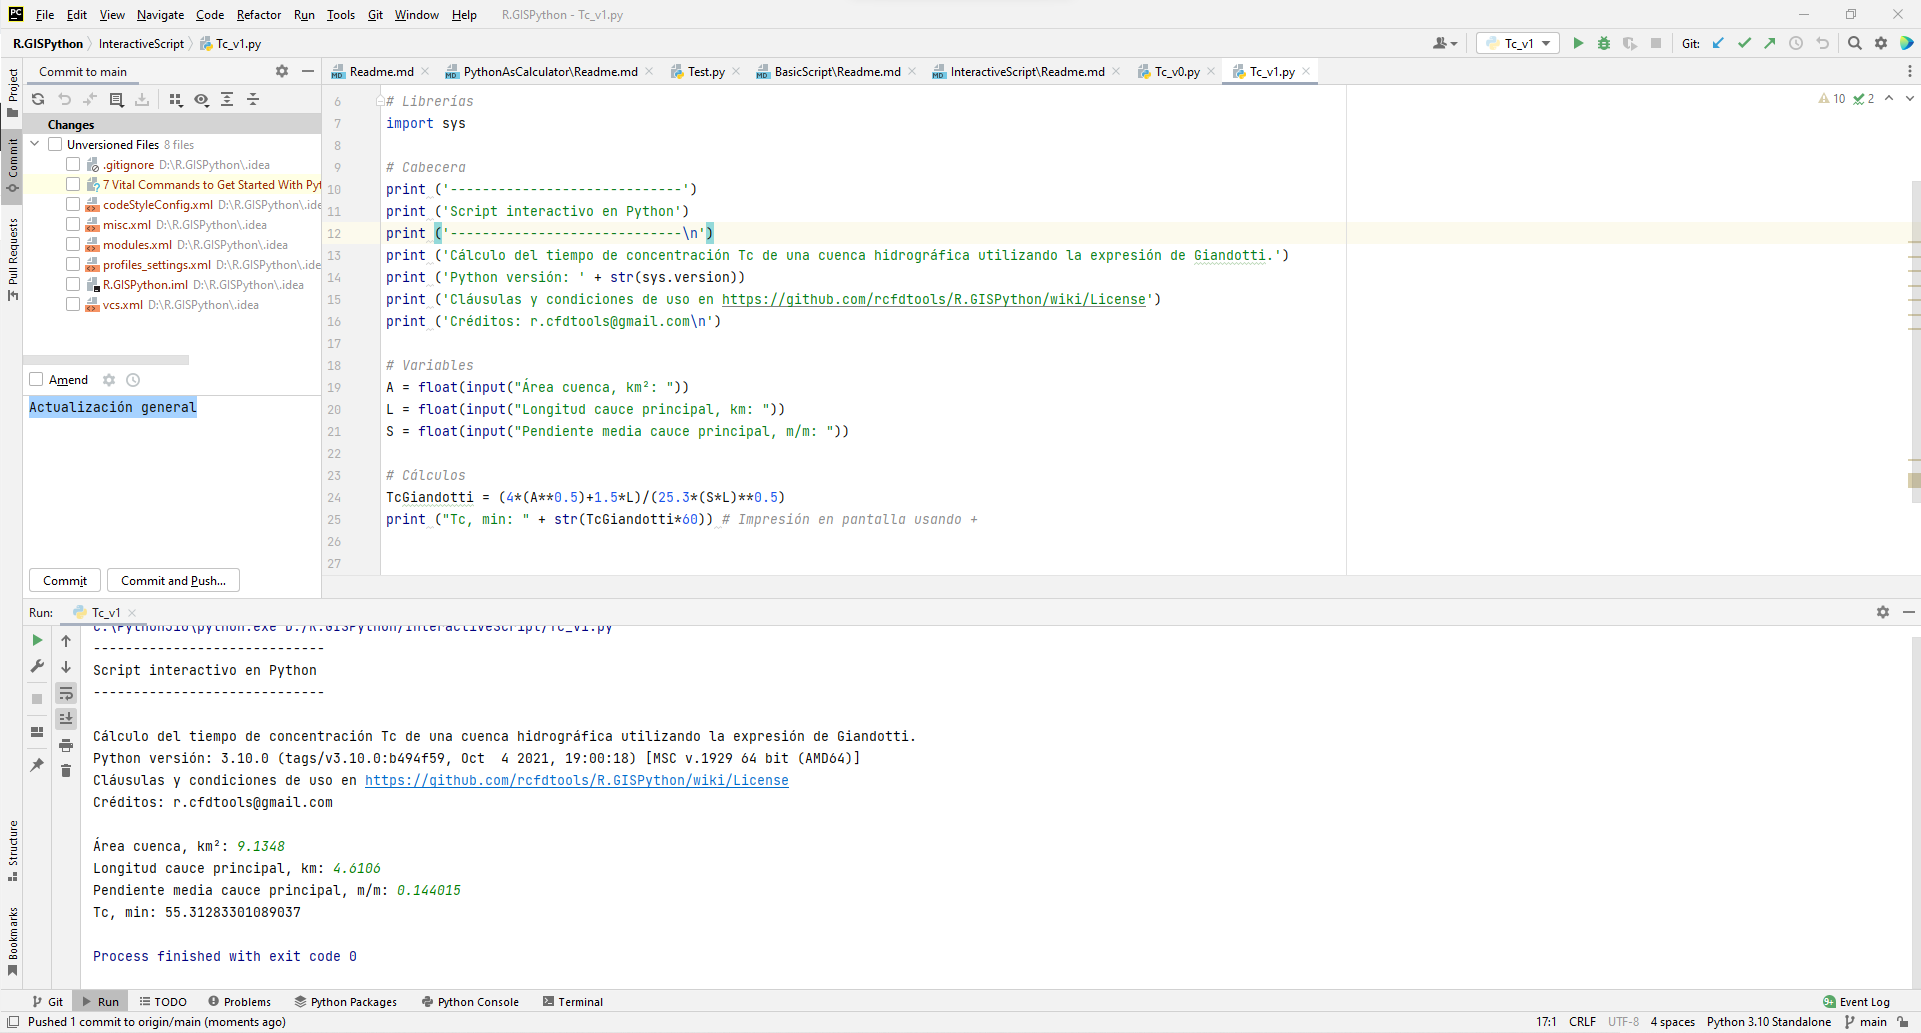 File Edit View Navigate Code Refactor Run Tools Git Window Help R.GISPython - Tc_v1.py
R.GISPython InteractiveScript Tc_v1.py
Tc_v1 Git:
Commit to main
Readme.md PythonAsCalculator\Readme.md Test.py BasicScript\Readme.md InteractiveScript\Readme.md Tc_v0.py Tc_v1.py
Project
Commit
Pull Requests
Structure
Bookmarks
Changes
Unversioned Files 8 files
.gitignore D:\R.GISPython\.idea
7 Vital Commands to Get Started With Pyt
codeStyleConfig.xml D:\R.GISPython\.ide
misc.xml D:\R.GISPython\.idea
modules.xml D:\R.GISPython\.idea
profiles_settings.xml D:\R.GISPython\.ide
R.GISPython.iml D:\R.GISPython\.idea
vcs.xml D:\R.GISPython\.idea
Amend
Actualización general
Commit Commit and Push...
10 2
6 # Librerías
7 import sys
8
9 # Cabecera
10 print ('-----------------------------')
11 print ('Script interactivo en Python')
12 print ('-----------------------------\n')
13 print ('Cálculo del tiempo de concentración Tc de una cuenca hidrográfica utilizando la expresión de Giandotti.')
14 print ('Python versión: ' + str(sys.version))
15 print ('Cláusulas y condiciones de uso en https://github.com/rcfdtools/R.GISPython/wiki/License')
16 print ('Créditos: r.cfdtools@gmail.com\n')
17
18 # Variables
19 A = float(input("Área cuenca, km²: "))
20 L = float(input("Longitud cauce principal, km: "))
21 S = float(input("Pendiente media cauce principal, m/m: "))
22
23 # Cálculos
24 TcGiandotti = (4*(A**0.5)+1.5*L)/(25.3*(S*L)**0.5)
25 print ("Tc, min: " + str(TcGiandotti*60)) # Impresión en pantalla usando +
26
27
Run: Tc_v1
C:\Python310\python.exe D:/R.GISPython/InteractiveScript/Tc_v1.py
-----------------------------
Script interactivo en Python
-----------------------------
Cálculo del tiempo de concentración Tc de una cuenca hidrográfica utilizando la expresión de Giandotti.
Python versión: 3.10.0 (tags/v3.10.0:b494f59, Oct  4 2021, 19:00:18) [MSC v.1929 64 bit (AMD64)]
Cláusulas y condiciones de uso en https://github.com/rcfdtools/R.GISPython/wiki/License
Créditos: r.cfdtools@gmail.com
Área cuenca, km²: 9.1348
Longitud cauce principal, km: 4.6106
Pendiente media cauce principal, m/m: 0.144015
Tc, min: 55.31283301089037
Process finished with exit code 0
Git Run TODO Problems Python Packages Python Console Terminal 9+ Event Log
Pushed 1 commit to origin/main (moments ago) 17:1 CRLF UTF-8 4 spaces Python 3.10 Standalone main